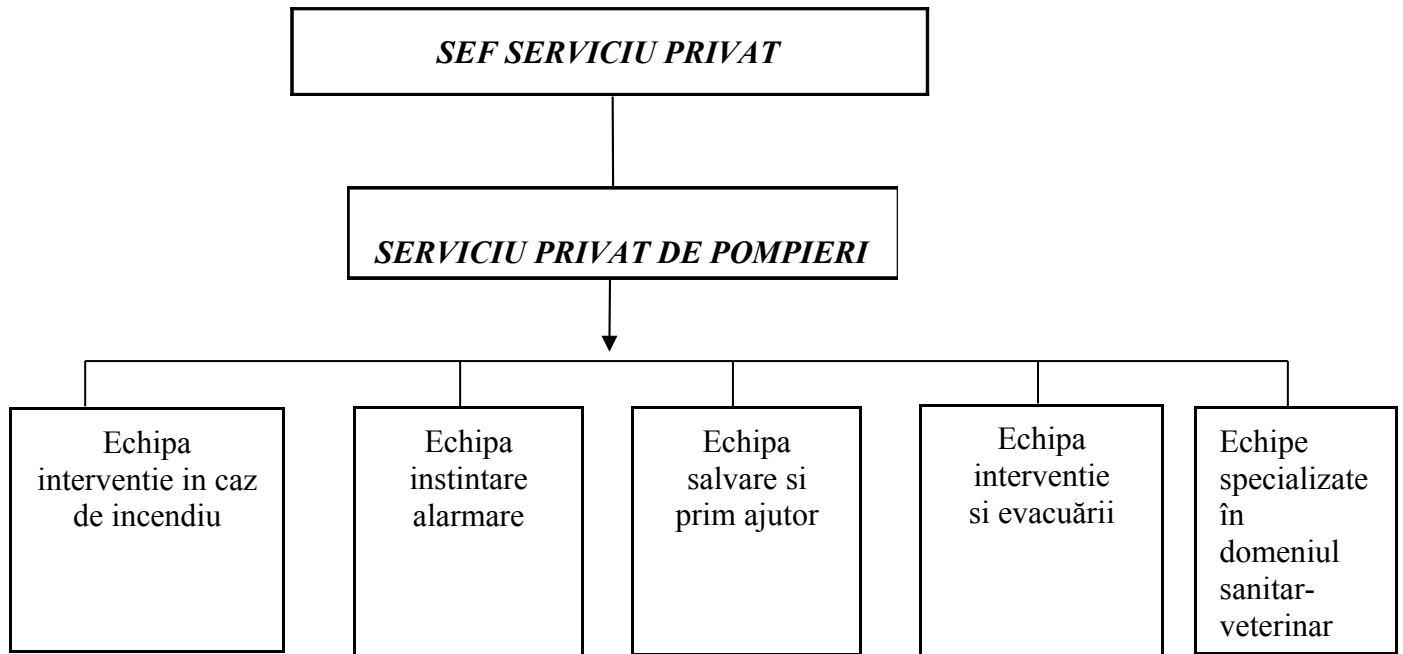 SEF SERVICIU PRIVAT
SERVICIU PRIVAT DE POMPIERI
Echipa
interventie in caz
de incendiu
Echipa
instintare
alarmare
Echipa
salvare si
prim ajutor
Echipa
interventie
si evacuării
Echipe
specializate
în
domeniul
sanitar-
veterinar